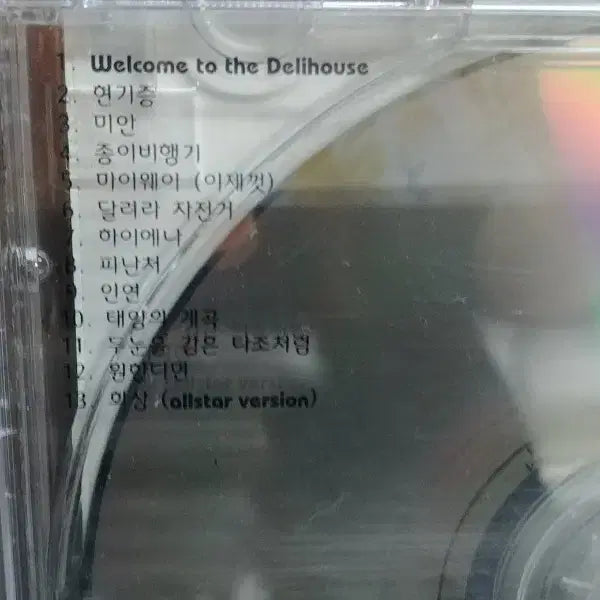 1. Welcome to the Delihouse
2. 현기증
3. 미안
4. 종이비행기
5. 마이웨이 (이제껏)
6. 달려라 자전거
7. 하이에나
8. 피난처
9. 인연
10. 태양의 계곡
11. 두눈을 감은 타조처럼
12. 원한다면
13. 회상 (allstar version)